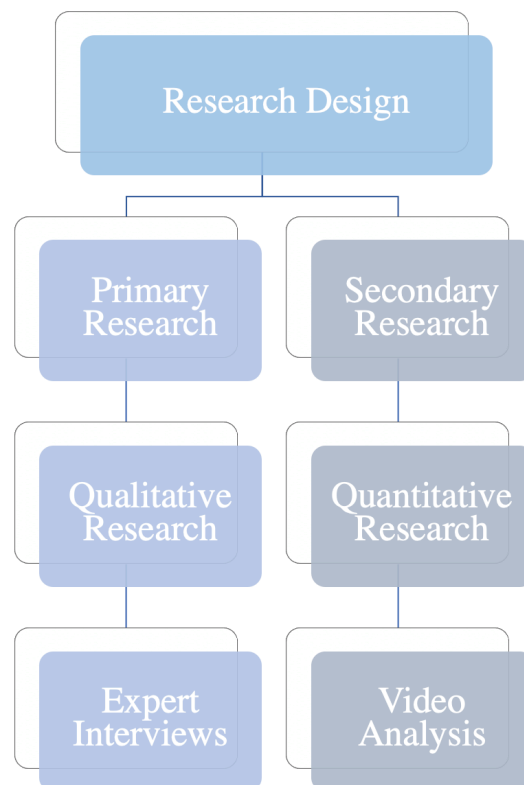 Research Design
Primary
Research
Secondary
Research
Qualitative
Research
Quantitative
Research
Expert
Interviews
Video
Analysis